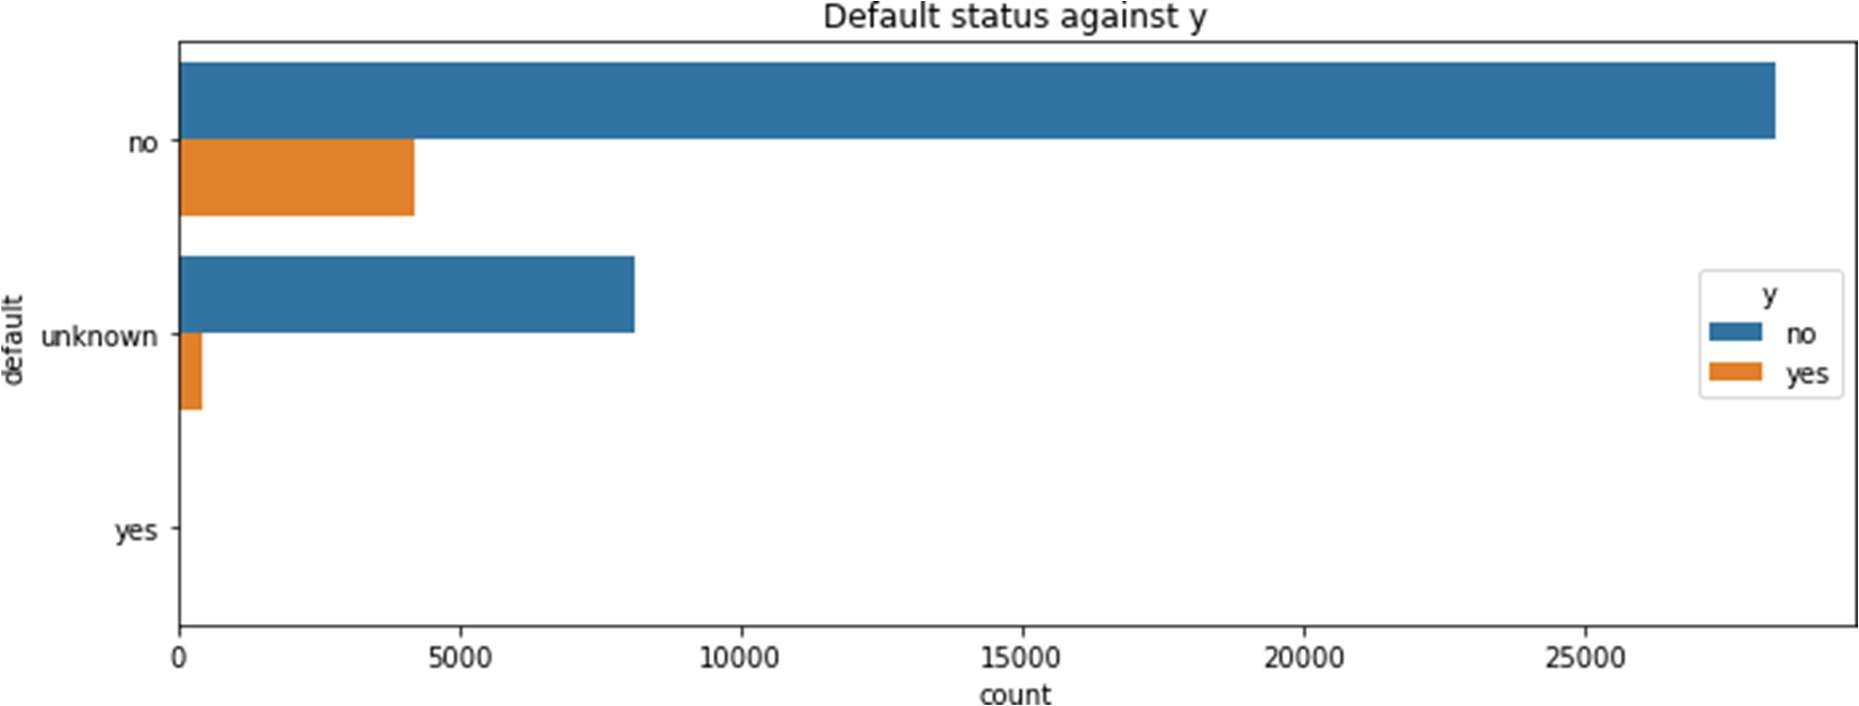 Default status against y
no
unknown
yes
default
y
no
yes
0 5000 10000 15000 20000 25000
count